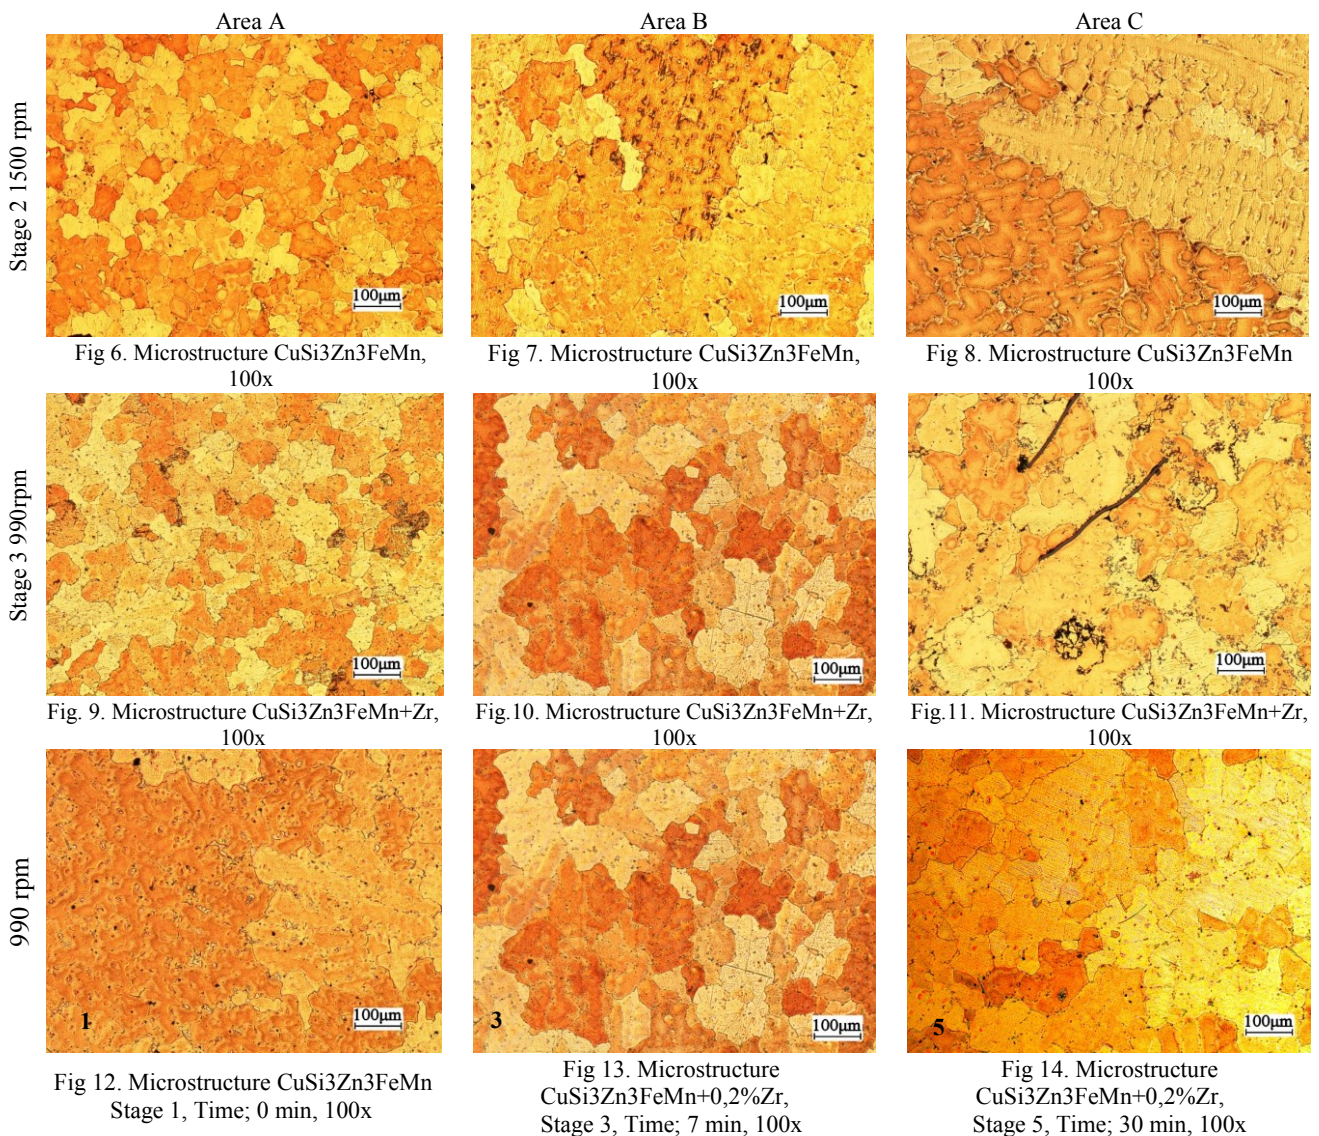 Area A
Area B
Area C
Stage 2 1500 rpm
100µm
100µm
100µm
Fig 6. Microstructure CuSi3Zn3FeMn,
100x
Fig 7. Microstructure CuSi3Zn3FeMn,
100x
Fig 8. Microstructure CuSi3Zn3FeMn
100x
Stage 3 990rpm
100µm
100µm
100µm
Fig. 9. Microstructure CuSi3Zn3FeMn+Zr,
100x
Fig.10. Microstructure CuSi3Zn3FeMn+Zr,
100x
Fig.11. Microstructure CuSi3Zn3FeMn+Zr,
100x
990 rpm
1
100µm
3
100µm
5
100µm
Fig 12. Microstructure CuSi3Zn3FeMn
Stage 1, Time; 0 min, 100x
Fig 13. Microstructure
CuSi3Zn3FeMn+0,2%Zr,
Stage 3, Time; 7 min, 100x
Fig 14. Microstructure
CuSi3Zn3FeMn+0,2%Zr,
Stage 5, Time; 30 min, 100x